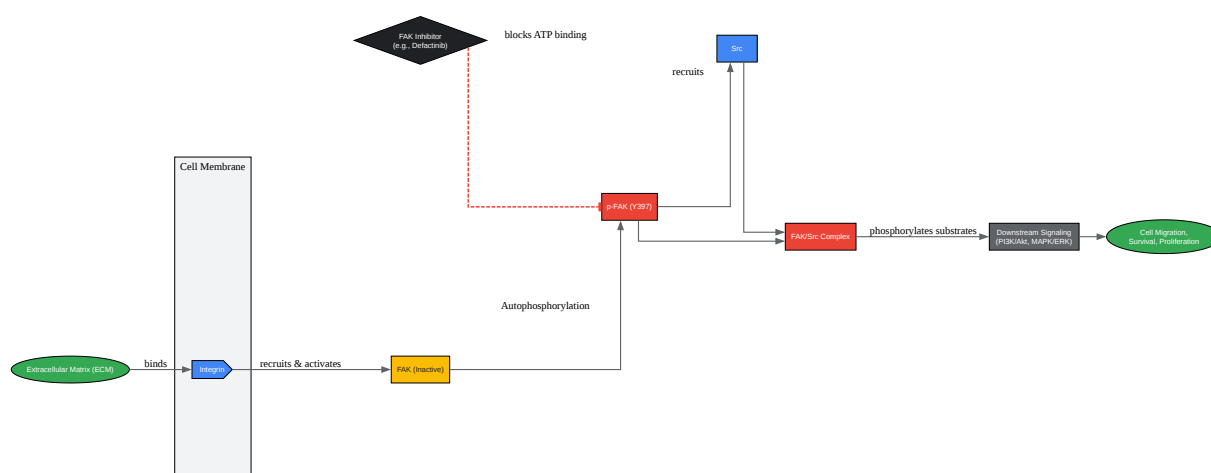 FAK Inhibitor
(e.g., Defactinib)
blocks ATP binding
Src
recruits
Cell Membrane
p-FAK (Y397)
FAK/Src Complex
phosphorylates substrates
Downstream Signaling
(PI3K/Akt, MAPK/ERK)
Cell Migration,
Survival, Proliferation
Autophosphorylation
Extracellular Matrix (ECM)
binds
Integrin
recruits & activates
FAK (Inactive)